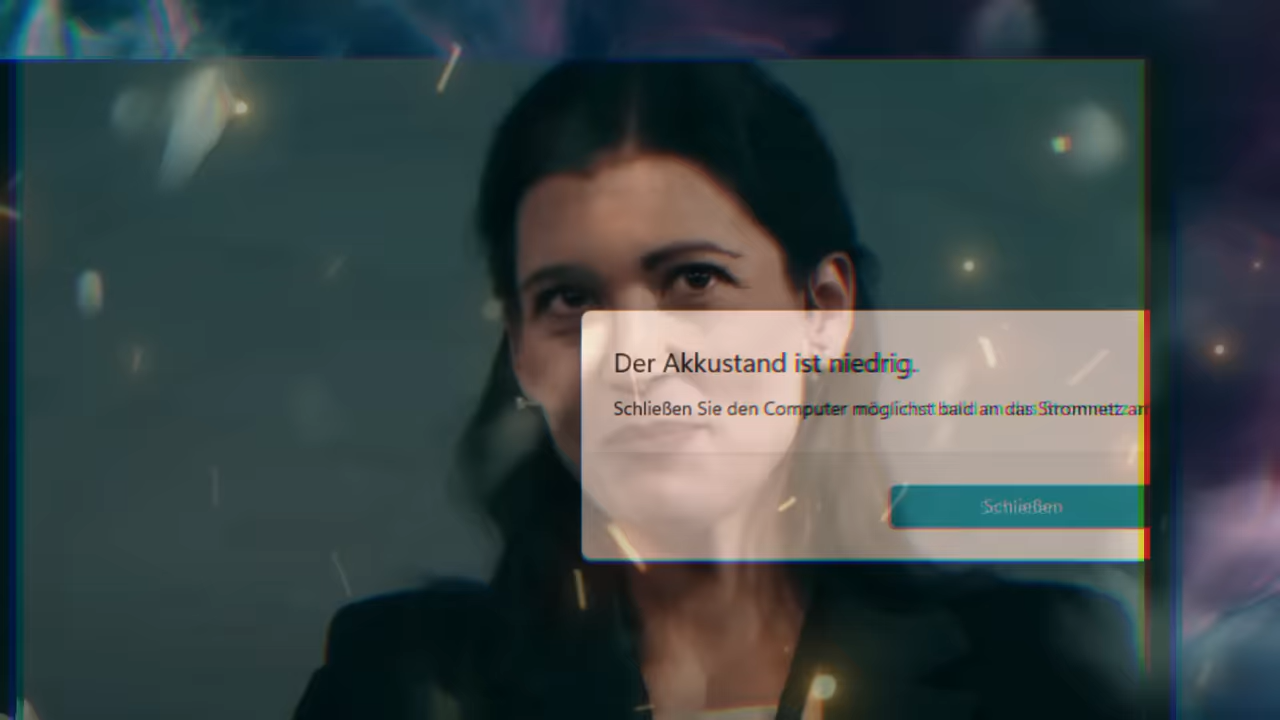 Der Akkustand ist niedrig.
Schließen Sie den Computer möglichst bald an das Stromnetz an
Schließen